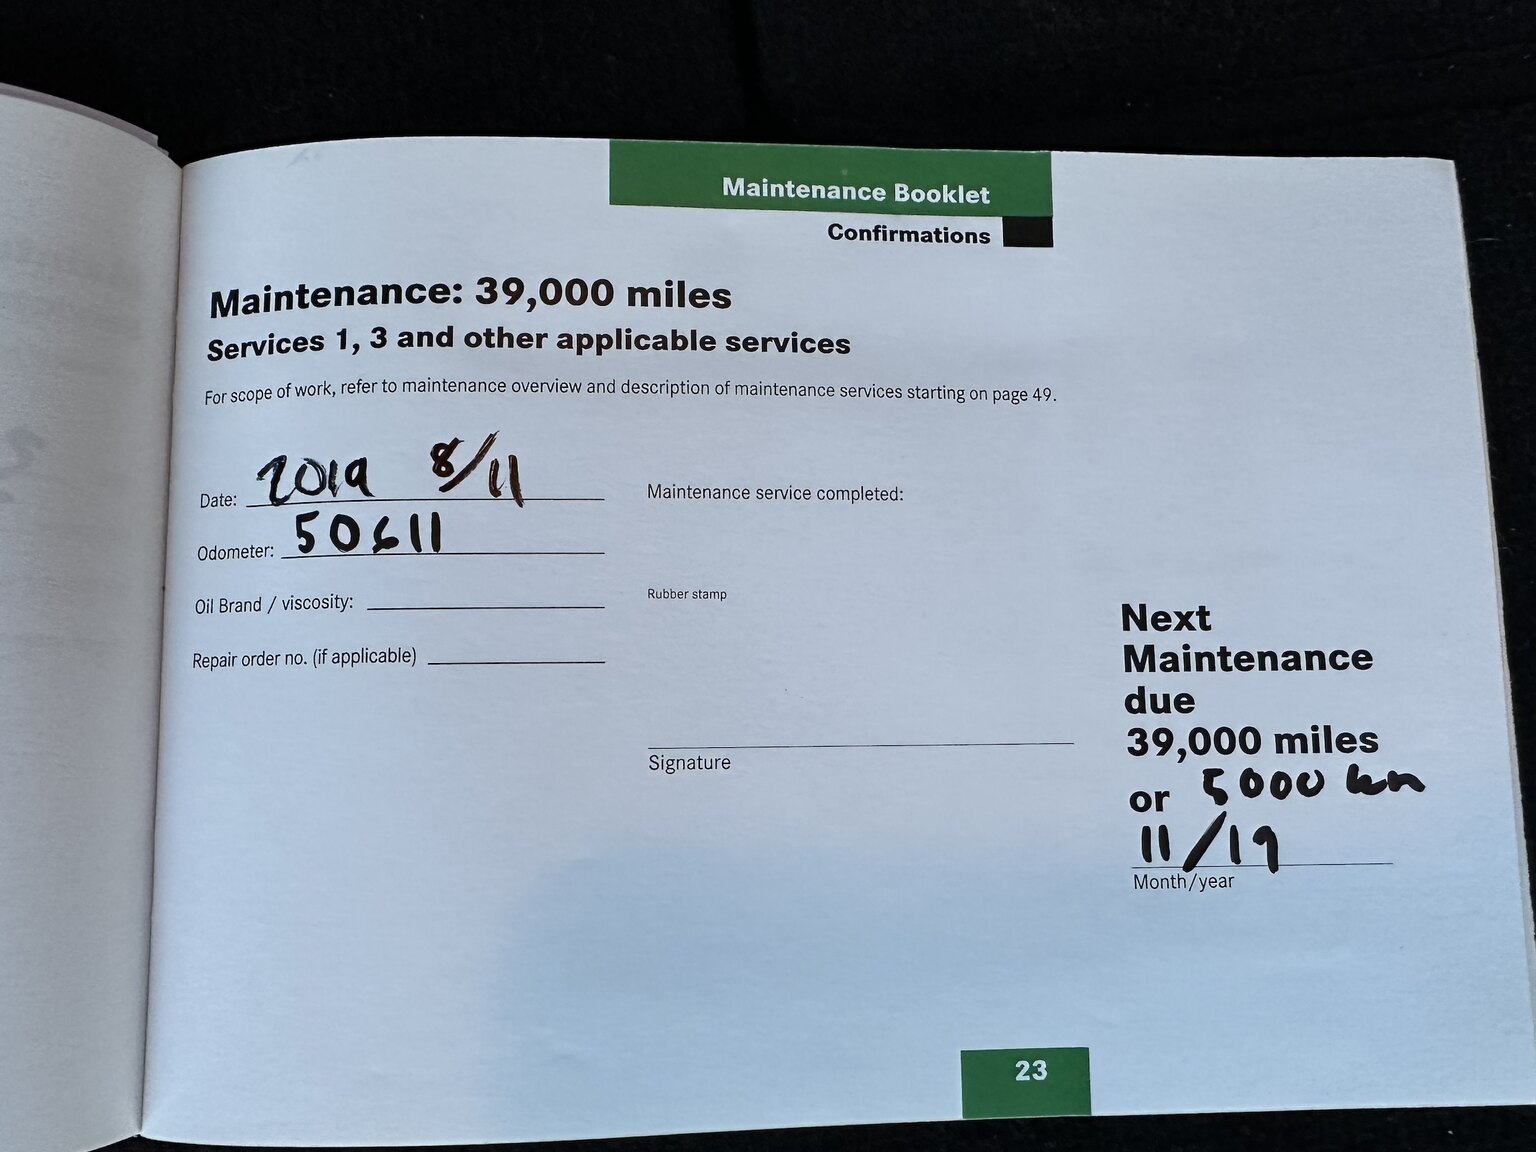 Maintenance Booklet
Confirmations
Maintenance: 39,000 miles
Services 1, 3 and other applicable services
For scope of work, refer to maintenance overview and description of maintenance services starting on page 49.
Date: 2019 8/11
Odometer: 50611
Oil Brand / viscosity:
Repair order no. (if applicable)
Maintenance service completed:
Rubber stamp
Signature
Next
Maintenance
due
39,000 miles
or 5000 km
11/19
Month/year
23